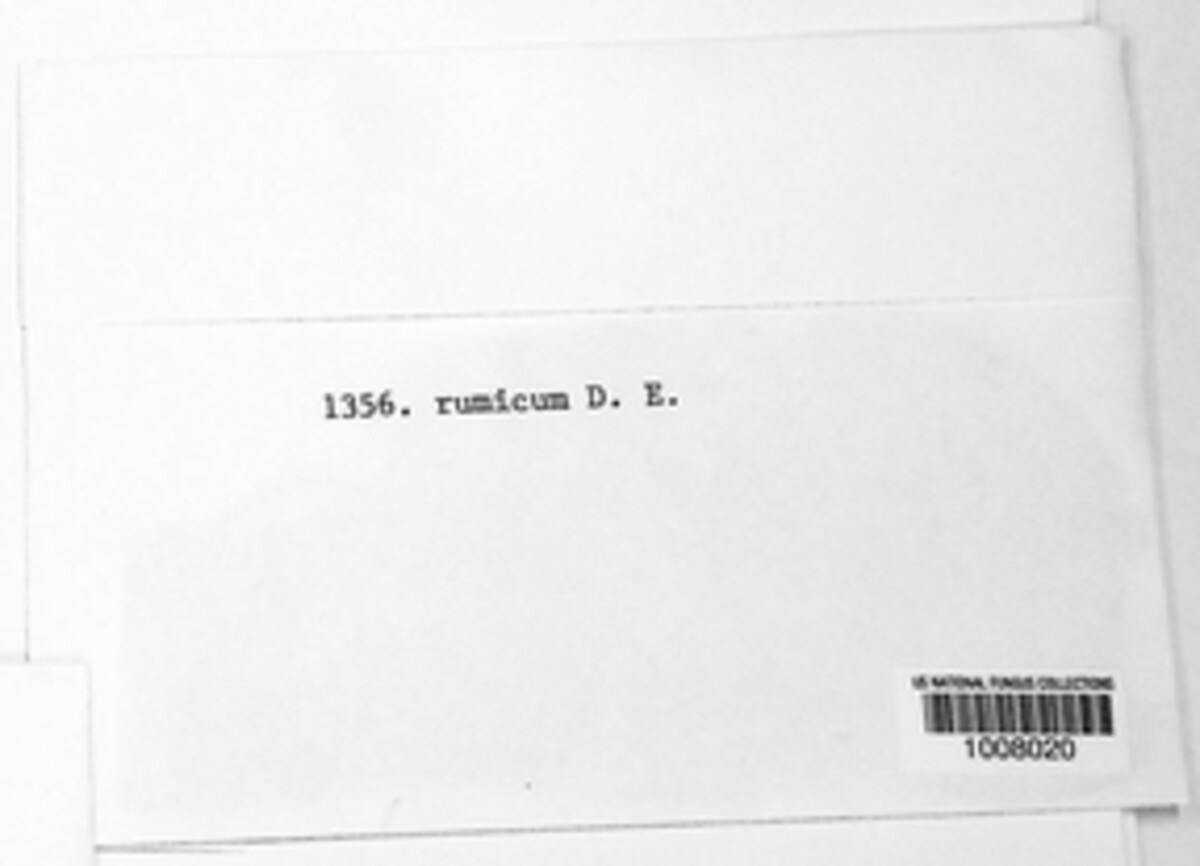 1356. rumicum D. E.
US NATIONAL FUNGUS COLLECTIONS
1008020